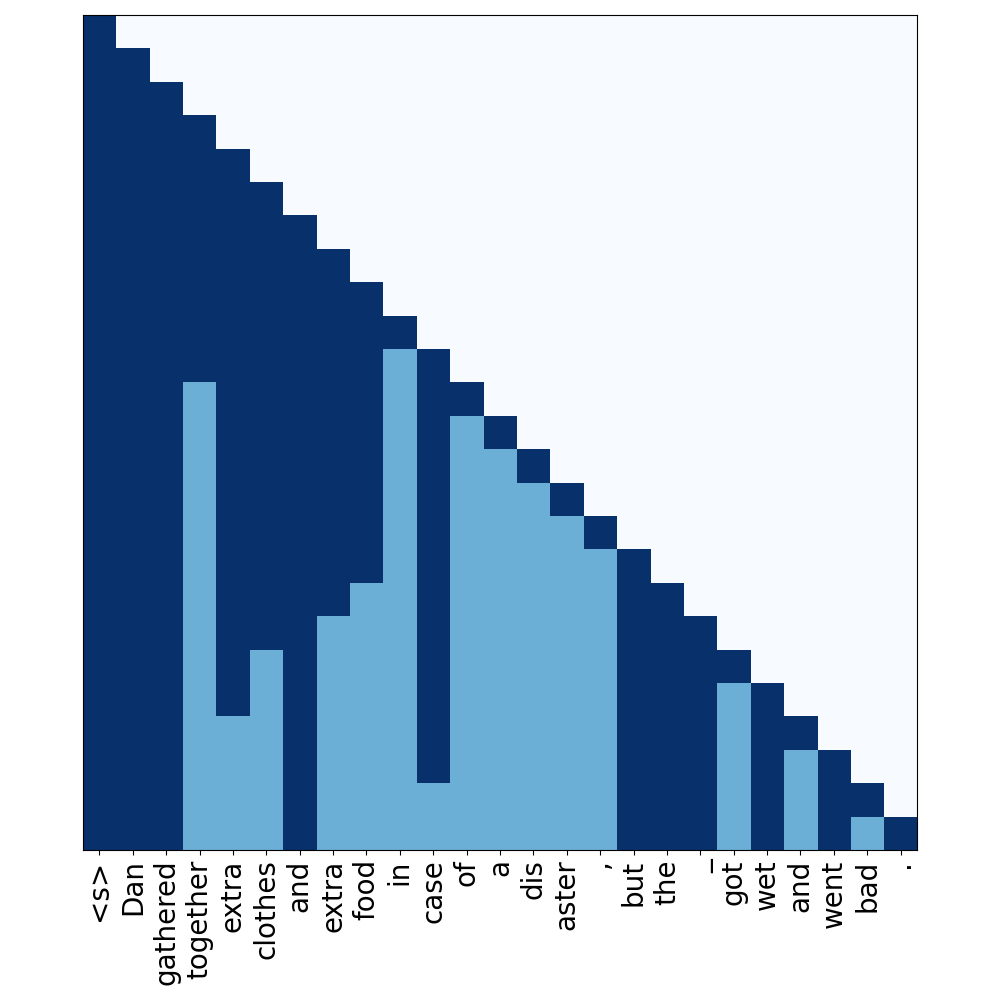 <s> Dan gathered together extra clothes and extra food in case of a dis aster , but the _ got wet and went bad .